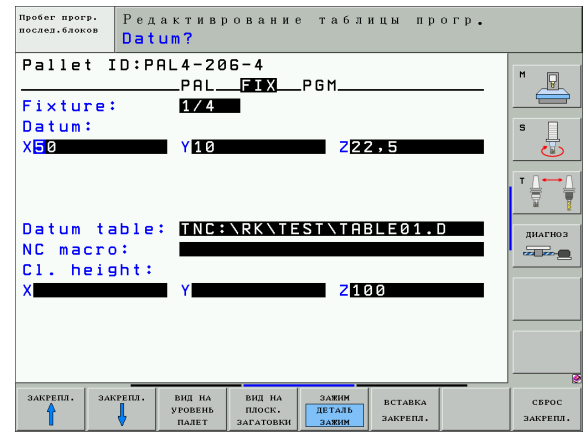 Пробег прогр.
послед.блоков
Редактиврование таблицы прогр.
Datum?
Pallet ID:PAL4-206-4
PAL FIX PGM
Fixture: 1/4
Datum:
X50 Y10 Z22,5
Datum table: TNC:\RK\TEST\TABLE01.D
NC macro:
Cl. height:
X Y Z100
M
S
T
ДИАГНОЗ
ЗАКРЕПЛ.
ЗАКРЕПЛ.
ВИД НА
УРОВЕНЬ
ПАЛЕТ
ВИД НА
ПЛОСК.
ЗАГАТОВКИ
ЗАЖИМ
ДЕТАЛЬ
ЗАЖИМ
ВСТАВКА
ЗАКРЕПЛ.
СБРОС
ЗАКРЕПЛ.